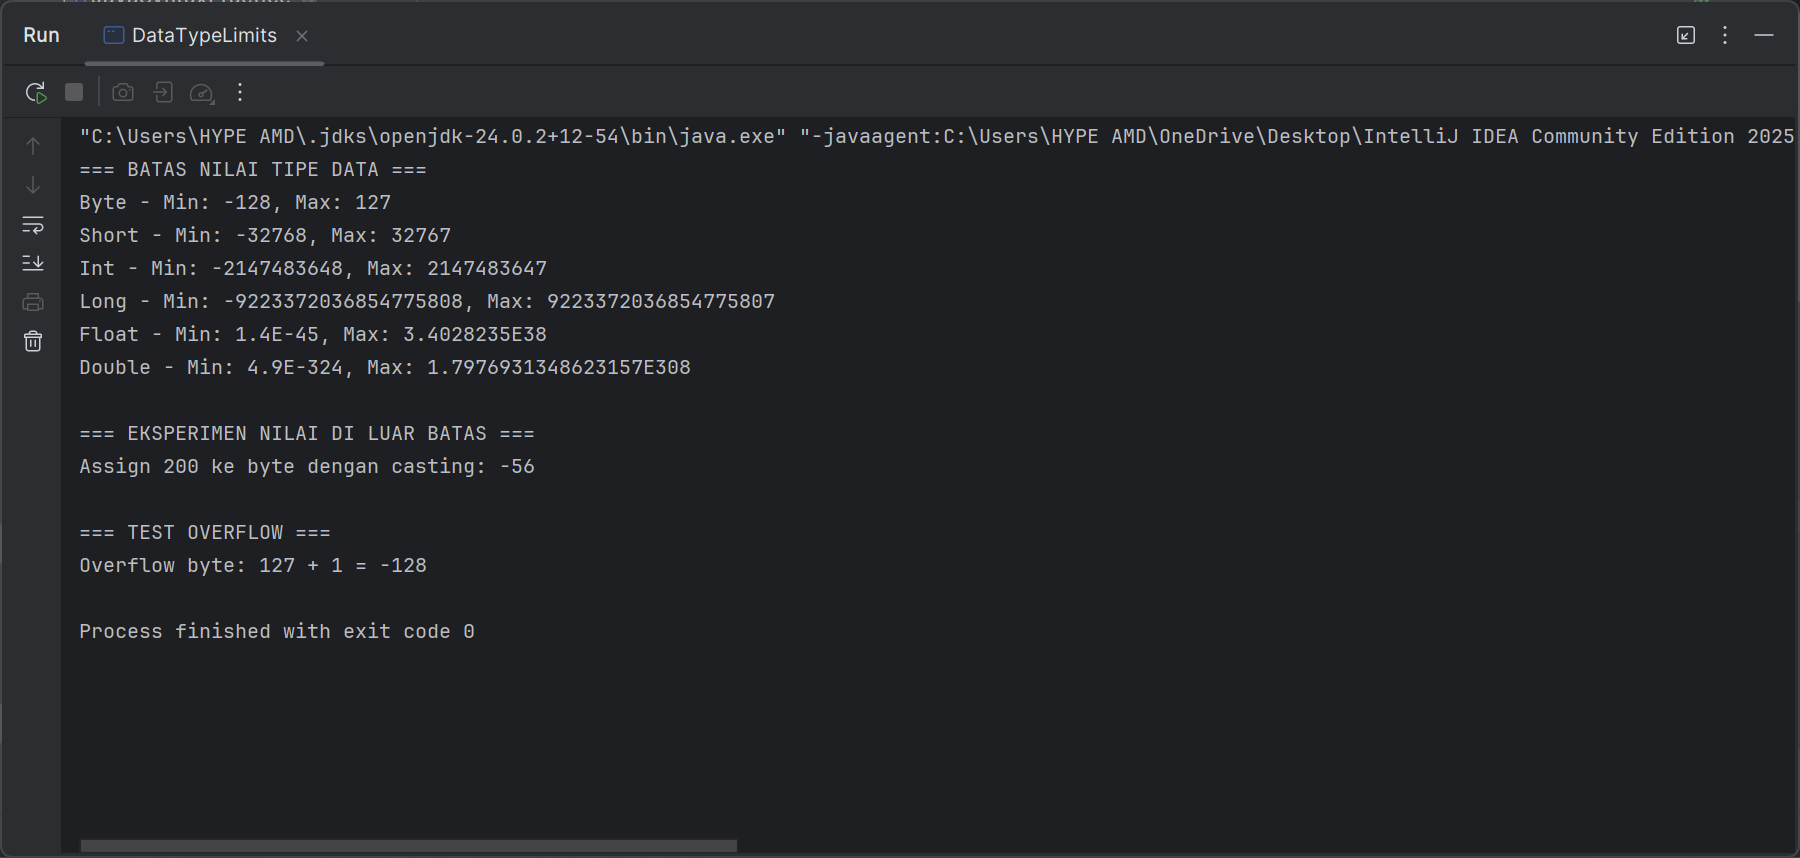 Run DataTypeLimits
"C:\Users\HYPE AMD\.jdks\openjdk-24.0.2+12-54\bin\java.exe" "-javaagent:C:\Users\HYPE AMD\OneDrive\Desktop\IntelliJ IDEA Community Edition 2025
=== BATAS NILAI TIPE DATA ===
Byte - Min: -128, Max: 127
Short - Min: -32768, Max: 32767
Int - Min: -2147483648, Max: 2147483647
Long - Min: -9223372036854775808, Max: 9223372036854775807
Float - Min: 1.4E-45, Max: 3.4028235E38
Double - Min: 4.9E-324, Max: 1.7976931348623157E308
=== EKSPERIMEN NILAI DI LUAR BATAS ===
Assign 200 ke byte dengan casting: -56
=== TEST OVERFLOW ===
Overflow byte: 127 + 1 = -128
Process finished with exit code 0